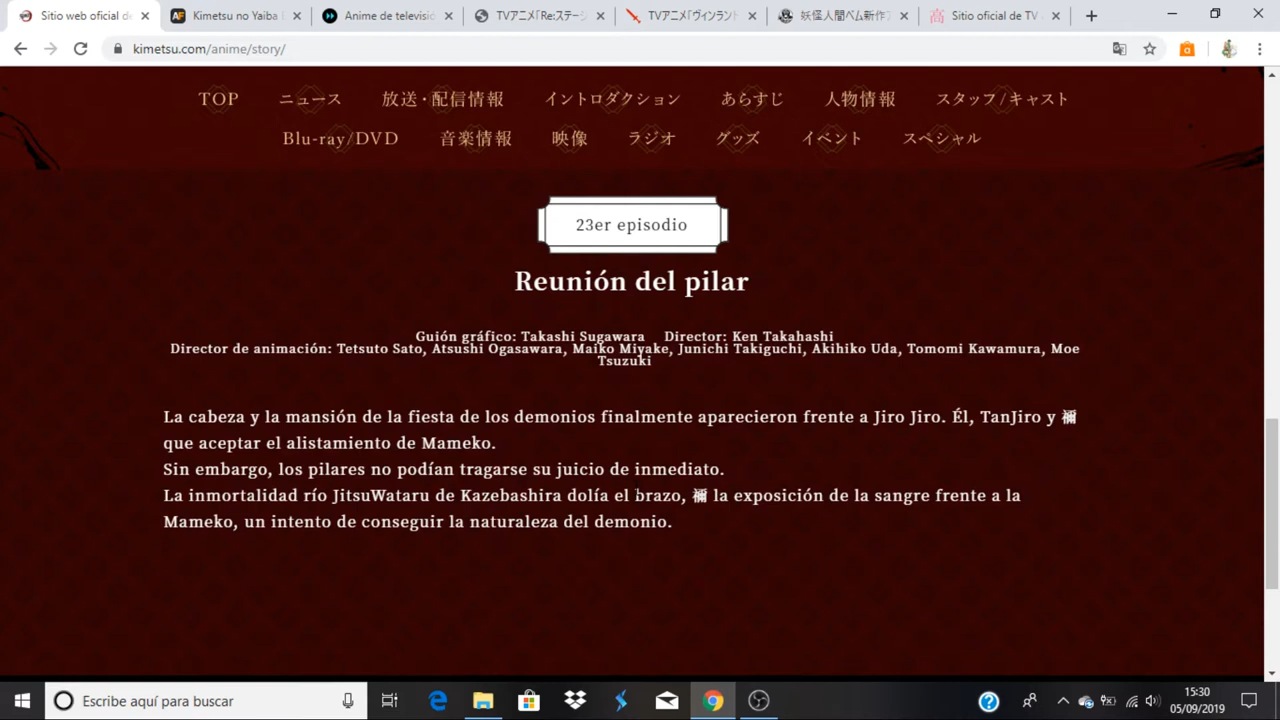 Sitio web oficial de
Kimetsu no Yaiba
Anime de televisió
TVアニメ「Re:ステー
TVアニメ「ヴィンラント
妖怪人間ベム新作ア
高
Sitio oficial de TV
kimetsu.com/anime/story/
TOP ニュース 放送・配信情報 イントロダクション あらすじ 人物情報 スタッフ/キャスト
Blu-ray/DVD 音楽情報 映像 ラジオ グッズ イベント スペシャル
23er episodio
Reunión del pilar
Guión gráfico: Takashi Sugawara Director: Ken Takahashi
Director de animación: Tetsuto Sato, Atsushi Ogasawara, Maiko Miyake, Junichi Takiguchi, Akihiko Uda, Tomomi Kawamura, Moe
Tsuzuki
La cabeza y la mansión de la fiesta de los demonios finalmente aparecieron frente a Jiro Jiro. Él, TanJiro y 禰
que aceptar el alistamiento de Mameko.
Sin embargo, los pilares no podían tragarse su juicio de inmediato.
La inmortalidad río JitsuWataru de Kazebashira dolía el brazo, 禰 la exposición de la sangre frente a la
Mameko, un intento de conseguir la naturaleza del demonio.
Escribe aquí para buscar
15:30
05/09/2019